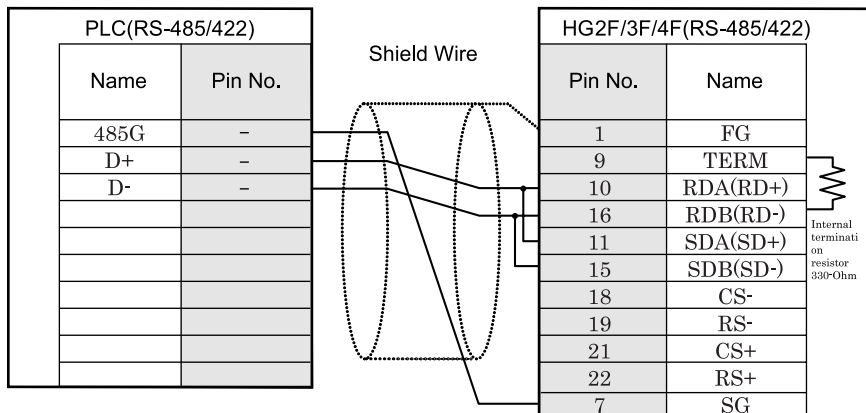 PLC(RS-485/422)
Name Pin No.
485G -
D+ -
D- -
Shield Wire
HG2F/3F/4F(RS-485/422)
Pin No. Name
1 FG
9 TERM
10 RDA(RD+)
16 RDB(RD-)
11 SDA(SD+)
15 SDB(SD-)
18 CS-
19 RS-
21 CS+
22 RS+
7 SG
Internal
terminati
on
resistor
330-Ohm